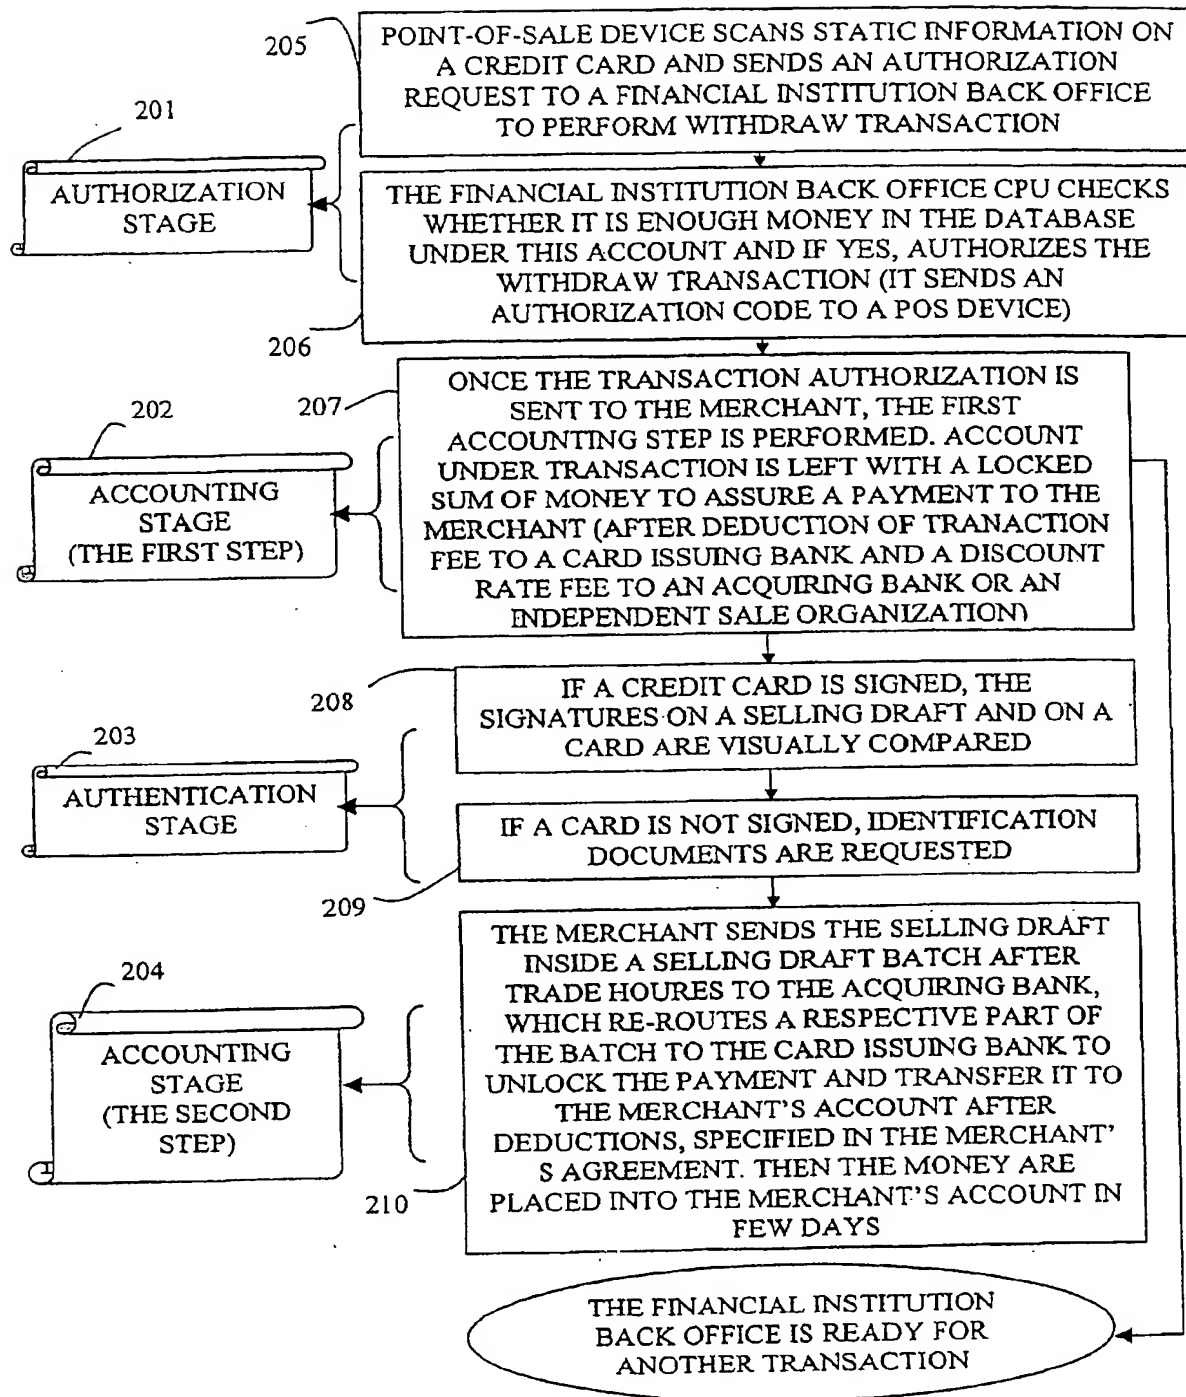 205
POINT-OF-SALE DEVICE SCANS STATIC INFORMATION ON
A CREDIT CARD AND SENDS AN AUTHORIZATION
REQUEST TO A FINANCIAL INSTITUTION BACK OFFICE
TO PERFORM WITHDRAW TRANSACTION
201
AUTHORIZATION
STAGE
THE FINANCIAL INSTITUTION BACK OFFICE CPU CHECKS
WHETHER IT IS ENOUGH MONEY IN THE DATABASE
UNDER THIS ACCOUNT AND IF YES, AUTHORIZES THE
WITHDRAW TRANSACTION (IT SENDS AN
AUTHORIZATION CODE TO A POS DEVICE)
206
202
ACCOUNTING
STAGE
(THE FIRST STEP)
207
ONCE THE TRANSACTION AUTHORIZATION IS
SENT TO THE MERCHANT, THE FIRST
ACCOUNTING STEP IS PERFORMED. ACCOUNT
UNDER TRANSACTION IS LEFT WITH A LOCKED
SUM OF MONEY TO ASSURE A PAYMENT TO THE
MERCHANT (AFTER DEDUCTION OF TRANACTION
FEE TO A CARD ISSUING BANK AND A DISCOUNT
RATE FEE TO AN ACQUIRING BANK OR AN
INDEPENDENT SALE ORGANIZATION)
208
IF A CREDIT CARD IS SIGNED, THE
SIGNATURES ON A SELLING DRAFT AND ON A
CARD ARE VISUALLY COMPARED
203
AUTHENTICATION
STAGE
IF A CARD IS NOT SIGNED, IDENTIFICATION
DOCUMENTS ARE REQUESTED
209
204
ACCOUNTING
STAGE
(THE SECOND
STEP)
THE MERCHANT SENDS THE SELLING DRAFT
INSIDE A SELLING DRAFT BATCH AFTER
TRADE HOURES TO THE ACQUIRING BANK,
WHICH RE-ROUTES A RESPECTIVE PART OF
THE BATCH TO THE CARD ISSUING BANK TO
UNLOCK THE PAYMENT AND TRANSFER IT TO
THE MERCHANT'S ACCOUNT AFTER
DEDUCTIONS, SPECIFIED IN THE MERCHANT'
S AGREEMENT. THEN THE MONEY ARE
PLACED INTO THE MERCHANT'S ACCOUNT IN
FEW DAYS
210
THE FINANCIAL INSTITUTION
BACK OFFICE IS READY FOR
ANOTHER TRANSACTION